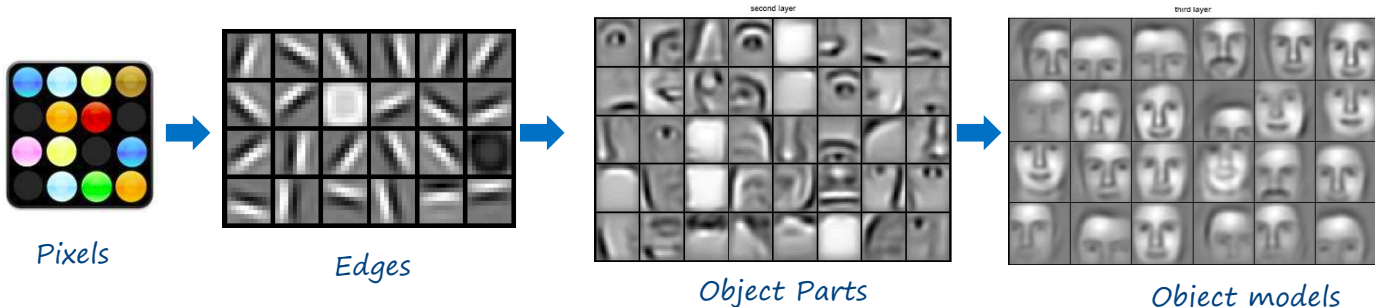 second layer
third layer
Pixels
Edges
Object Parts
Object models